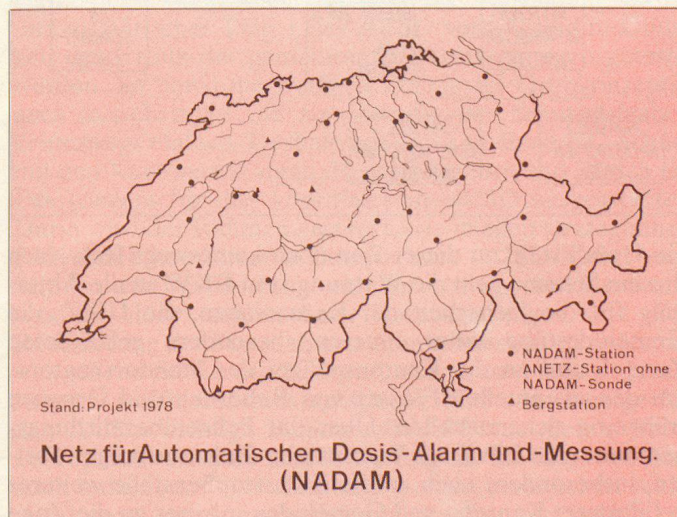 • NADAM-Station
ANETZ-Station ohne
NADAM-Sonde
▲ Bergstation
Stand: Projekt 1978
Netz für Automatischen Dosis-Alarm und-Messung.
(NADAM)